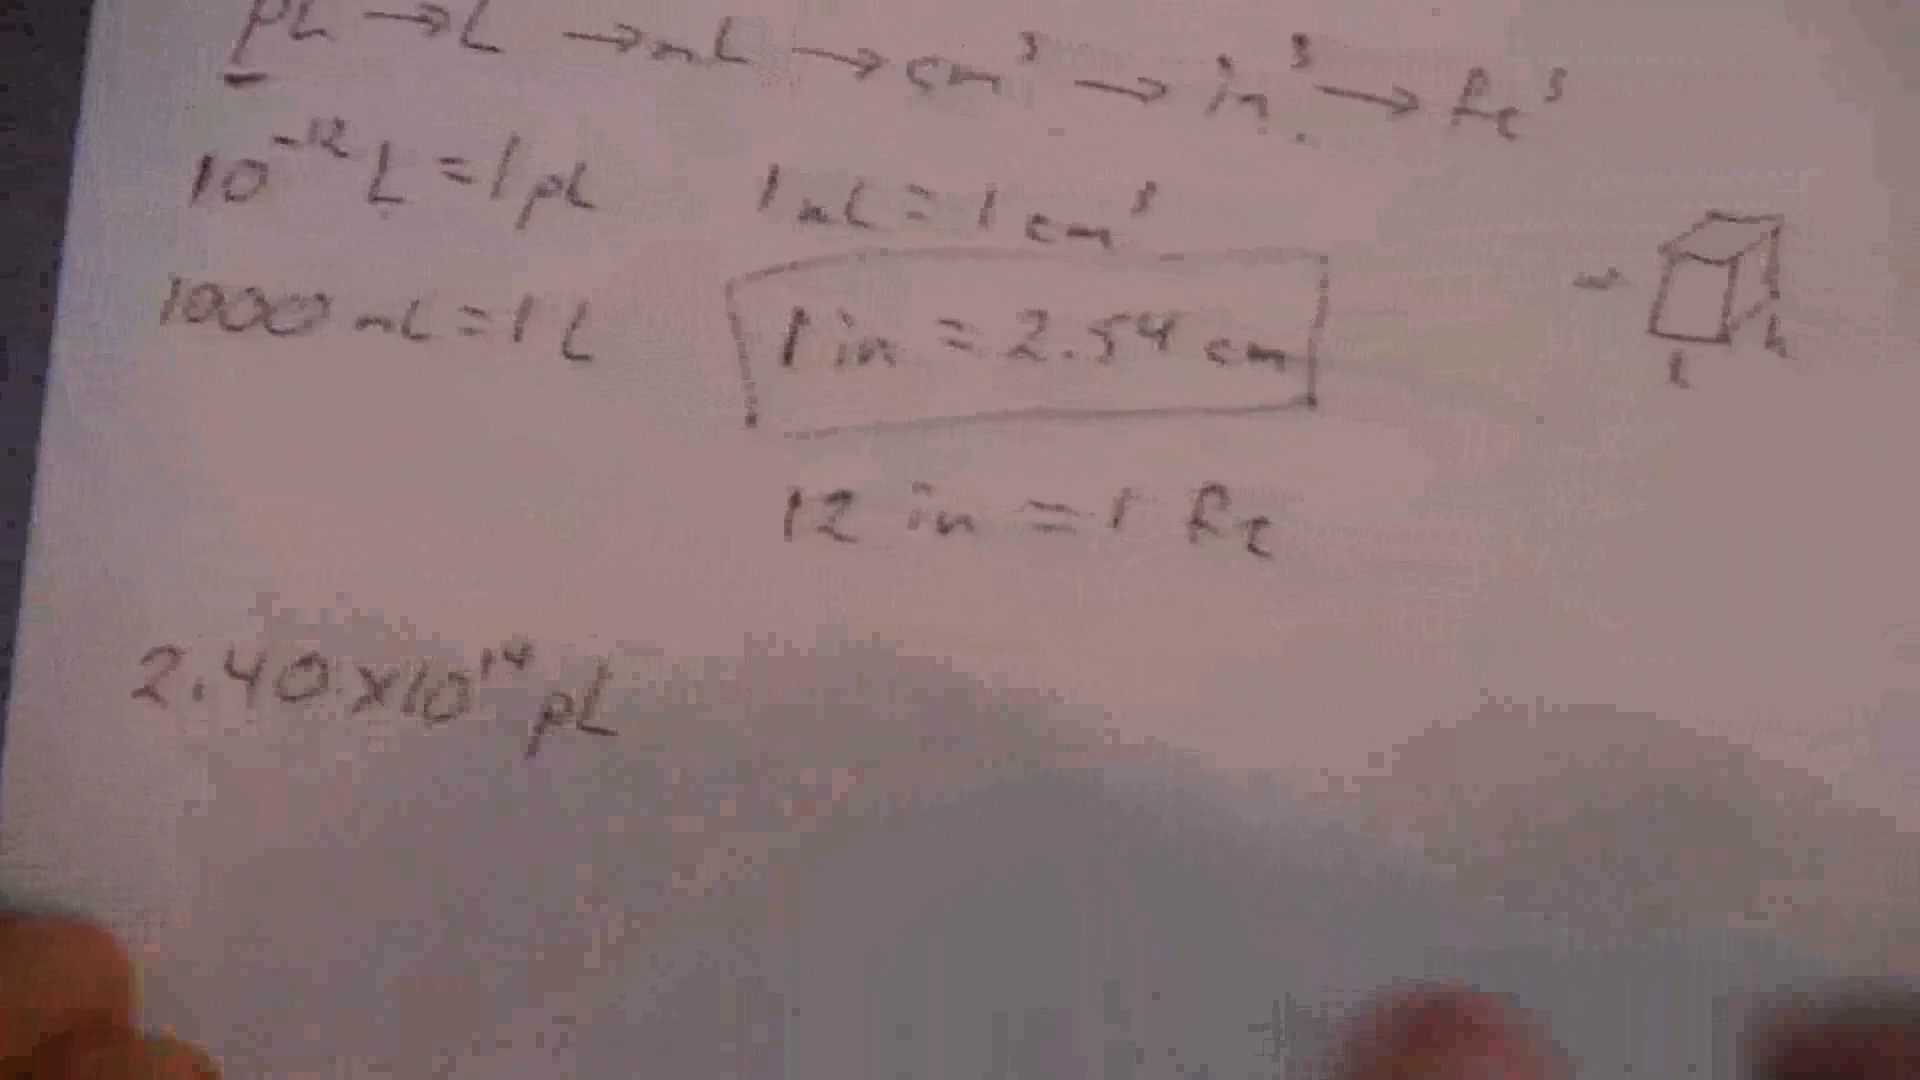 pL → L → mL → cm³ → in³ → ft³
10⁻¹² L = 1 pL
1 mL = 1 cm³
1000 mL = 1 L
1 in = 2.54 cm
w
l
h
12 in = 1 ft
2.40 x10¹⁴ pL